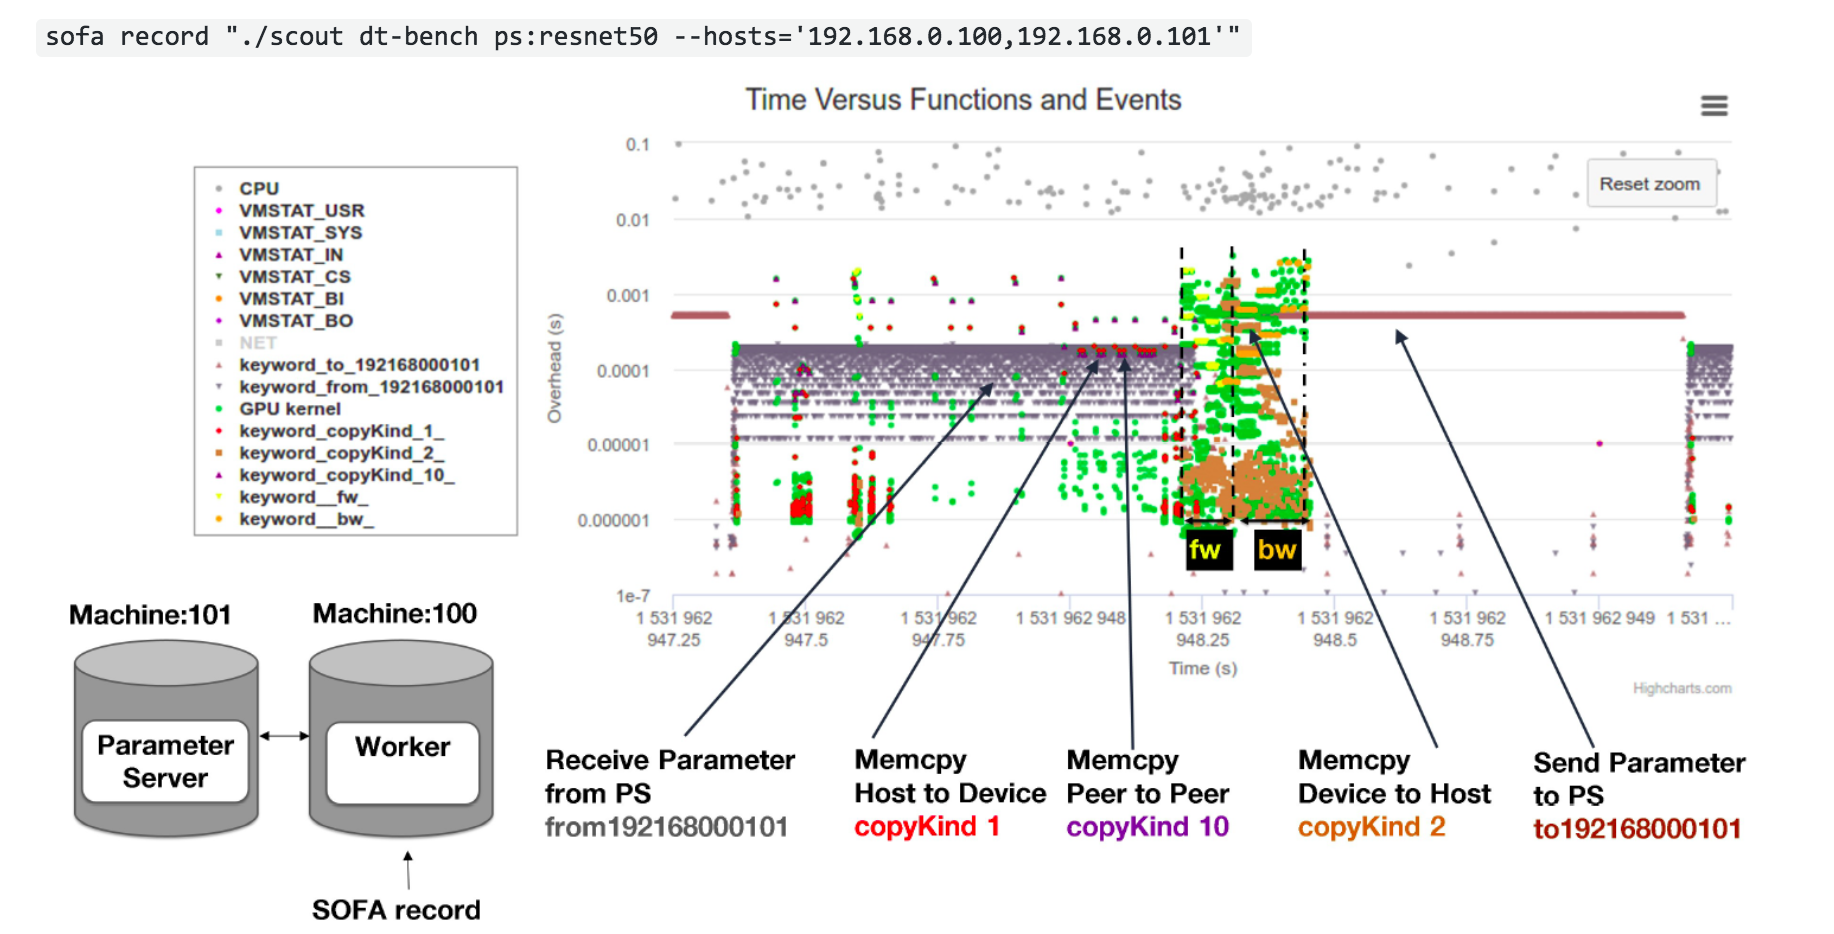 sofa record "./scout dt-bench ps:resnet50 --hosts='192.168.0.100,192.168.0.101'"
Time Versus Functions and Events
CPU
VMSTAT_USR
VMSTAT_SYS
VMSTAT_IN
VMSTAT_CS
VMSTAT_BI
VMSTAT_BO
NET
keyword_to_192168000101
keyword_from_192168000101
GPU kernel
keyword_copyKind_1_
keyword_copyKind_2_
keyword_copyKind_10_
keyword__fw_
keyword__bw_
Overhead (s)
0.1
0.01
0.001
0.0001
0.00001
0.000001
1e-7
Reset zoom
fw
bw
1 531 962
947.25
1 531 962
947.5
1 531 962
947.75
1 531 962 948
1 531 962
948.25
1 531 962
948.5
1 531 962
948.75
1 531 962 949
1 531 ...
Time (s)
Highcharts.com
Machine:101
Machine:100
Parameter
Server
Worker
SOFA record
Receive Parameter
from PS
from192168000101
Memcpy
Host to Device
copyKind 1
Memcpy
Peer to Peer
copyKind 10
Memcpy
Device to Host
copyKind 2
Send Parameter
to PS
to192168000101